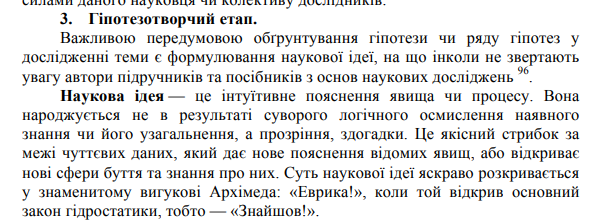 силами даного науковця чи колективу дослідників.
3. Гіпотезотворчий етап.
Важливою передумовою обґрунтування гіпотези чи ряду гіпотез у
дослідженні теми є формулювання наукової ідеї, на що інколи не звертають
увагу автори підручників та посібників з основ наукових досліджень 96.
Наукова ідея — це інтуїтивне пояснення явища чи процесу. Вона
народжується не в результаті суворого логічного осмислення наявного
знання чи його узагальнення, а прозріння, здогадки. Це якісний стрибок за
межі чуттєвих даних, який дає нове пояснення відомих явищ, або відкриває
нові сфери буття та знання про них. Суть наукової ідеї яскраво розкривається
у знаменитому вигукові Архімеда: «Еврика!», коли той відкрив основний
закон гідростатики, тобто — «Знайшов!».